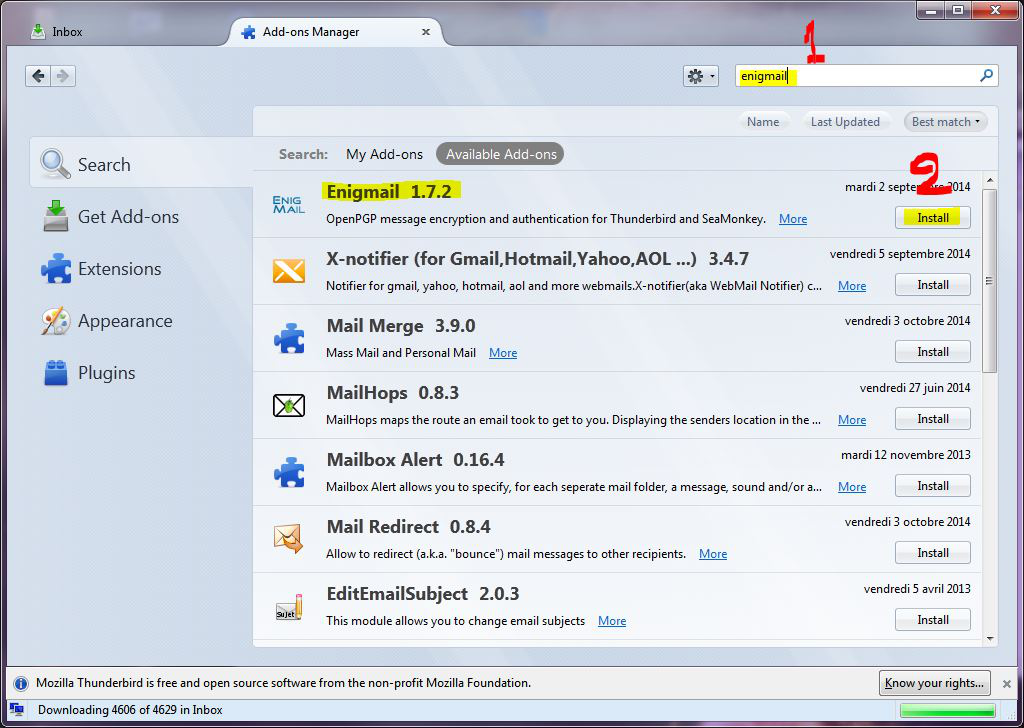 Inbox
Add-ons Manager
1
enigmail
Name Last Updated Best match
Search
Get Add-ons
Extensions
Appearance
Plugins
Search: My Add-ons Available Add-ons
2
ENIG
MAIL
Enigmail 1.7.2
mardi 2 septembre 2014
OpenPGP message encryption and authentication for Thunderbird and SeaMonkey. More
Install
X-notifier (for Gmail,Hotmail,Yahoo,AOL ...) 3.4.7
vendredi 5 septembre 2014
Notifier for gmail, yahoo, hotmail, aol and more webmails.X-notifier(aka WebMail Notifier) c... More
Install
Mail Merge 3.9.0
vendredi 3 octobre 2014
Mass Mail and Personal Mail More
Install
MailHops 0.8.3
vendredi 27 juin 2014
MailHops maps the route an email took to get to you. Displaying the senders location in the ... More
Install
Mailbox Alert 0.16.4
mardi 12 novembre 2013
Mailbox Alert allows you to specify, for each seperate mail folder, a message, sound and/or a... More
Install
Mail Redirect 0.8.4
vendredi 3 octobre 2014
Allow to redirect (a.k.a. "bounce") mail messages to other recipients. More
Install
Sujet
EditEmailSubject 2.0.3
vendredi 5 avril 2013
This module allows you to change email subjects More
Install
Mozilla Thunderbird is free and open source software from the non-profit Mozilla Foundation.
Know your rights...
Downloading 4606 of 4629 in Inbox